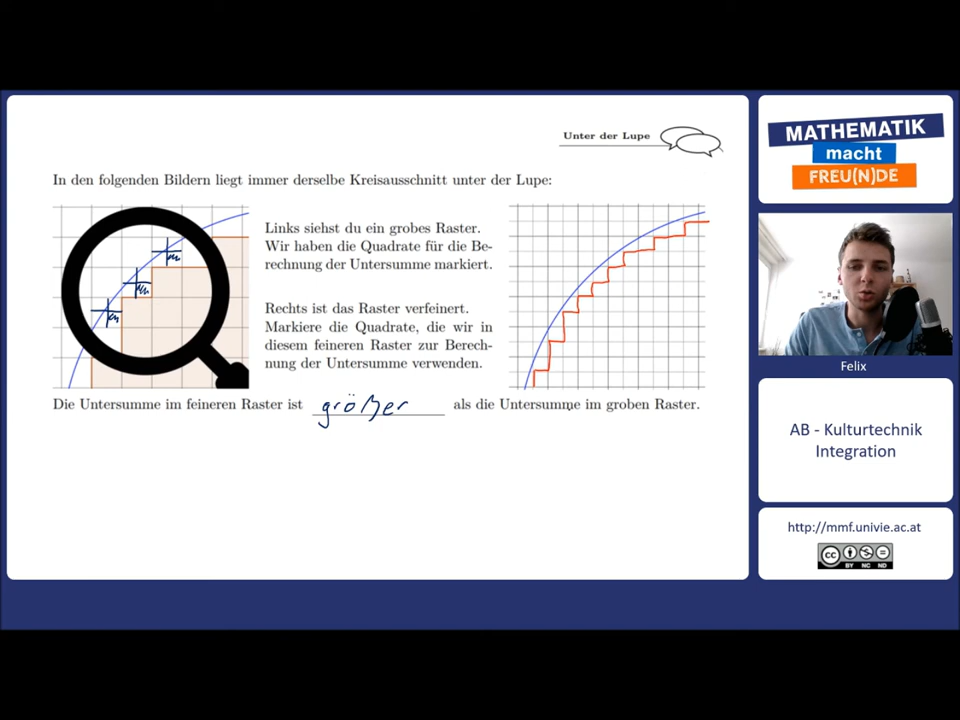 Unter der Lupe
In den folgenden Bildern liegt immer derselbe Kreisausschnitt unter der Lupe:
Links siehst du ein grobes Raster.
Wir haben die Quadrate für die Be-
rechnung der Untersumme markiert.
Rechts ist das Raster verfeinert.
Markiere die Quadrate, die wir in
diesem feineren Raster zur Berech-
nung der Untersumme verwenden.
Die Untersumme im feineren Raster ist größer als die Untersumme im groben Raster.
MATHEMATIK
macht
FREU(N)DE
Felix
AB - Kulturtechnik
Integration
http://mmf.univie.ac.at
CC
BY NC ND